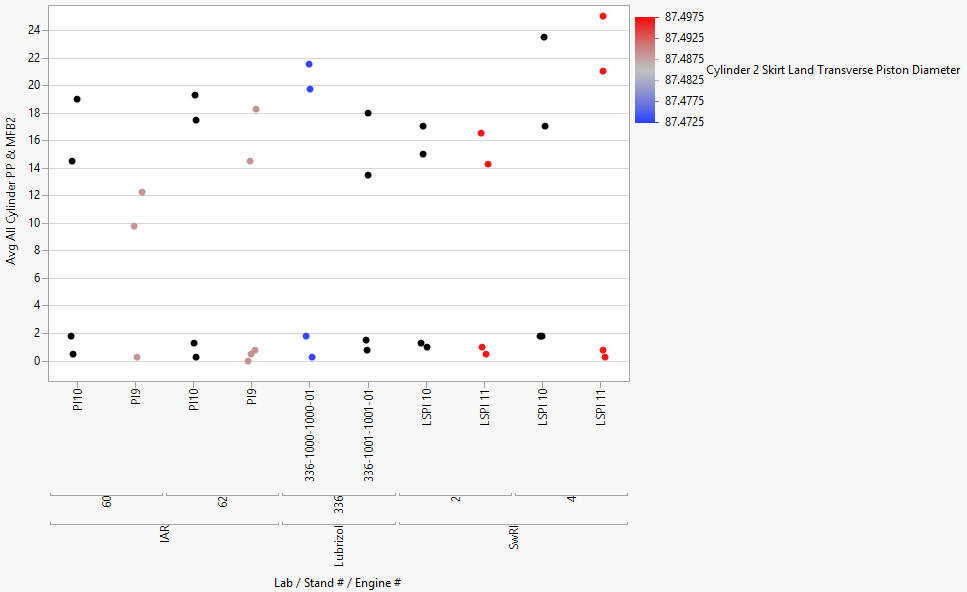 24
22
20
18
16
14
12
10
8
6
4
2
0
Avg All Cylinder PP & MFB2
87.4975
87.4925
87.4875
87.4825
87.4775
87.4725
Cylinder 2 Skirt Land Transverse Piston Diameter
PI10
PI9
PI10
PI9
336-1000-1000-01
336-1001-1001-01
LSPI 10
LSPI 11
LSPI 10
LSPI 11
60
62
336
2
4
IAR
Lubrizol
SwRI
Lab / Stand # / Engine #